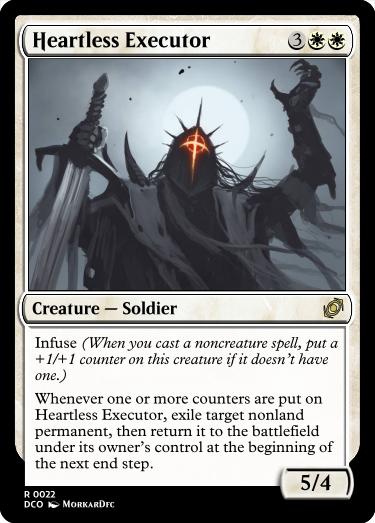 Heartless Executor 3
Creature — Soldier
Infuse (When you cast a noncreature spell, put a
+1/+1 counter on this creature if it doesn't have
one.)
Whenever one or more counters are put on
Heartless Executor, exile target nonland
permanent, then return it to the battlefield
under its owner's control at the beginning of
the next end step.
5/4
R 0022
DCO MorkarDfc